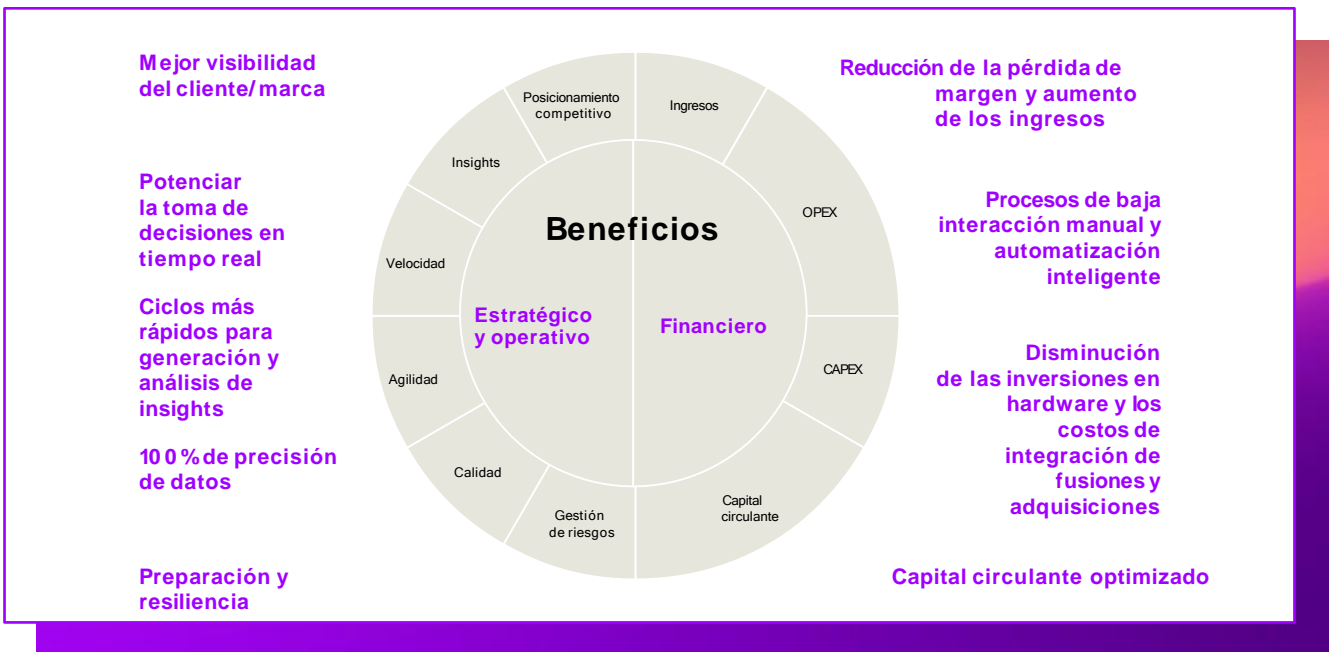 Mejor visibilidad
del cliente/marca
Potenciar
la toma de
decisiones en
tiempo real
Ciclos más
rápidos para
generación y
análisis de
insights
100% de precisión
de datos
Preparación y
resiliencia
Posicionamiento
competitivo
Ingresos
Insights
OPEX
Velocidad
Beneficios
Estratégico
y operativo
Financiero
Agilidad
CAPEX
Calidad
Gestión
de riesgos
Capital
circulante
Reducción de la pérdida de
margen y aumento
de los ingresos
Procesos de baja
interacción manual y
automatización
inteligente
Disminución
de las inversiones en
hardware y los
costos de
integración de
fusiones y
adquisiciones
Capital circulante optimizado